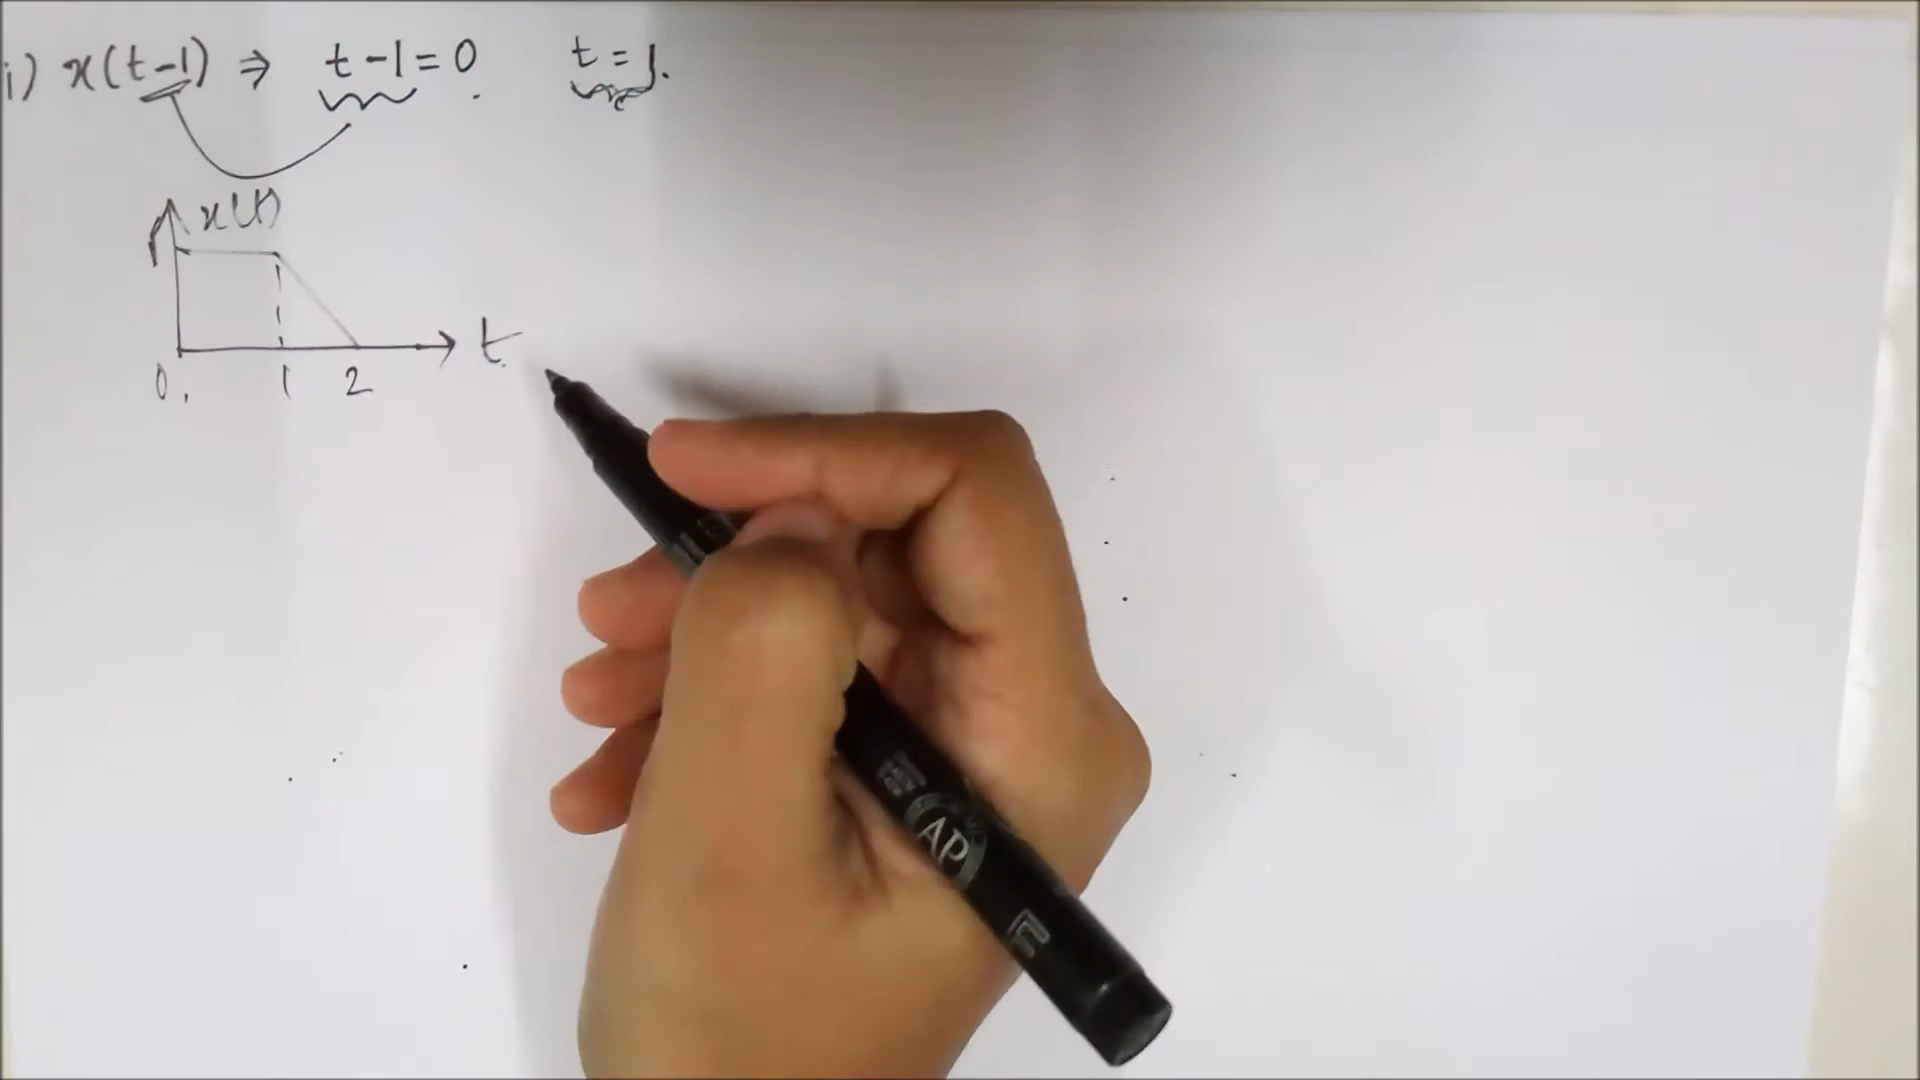 i) x(t-1) ⇒ t-1=0 t=1.
x(t)
t
0, 1 2
AP
F